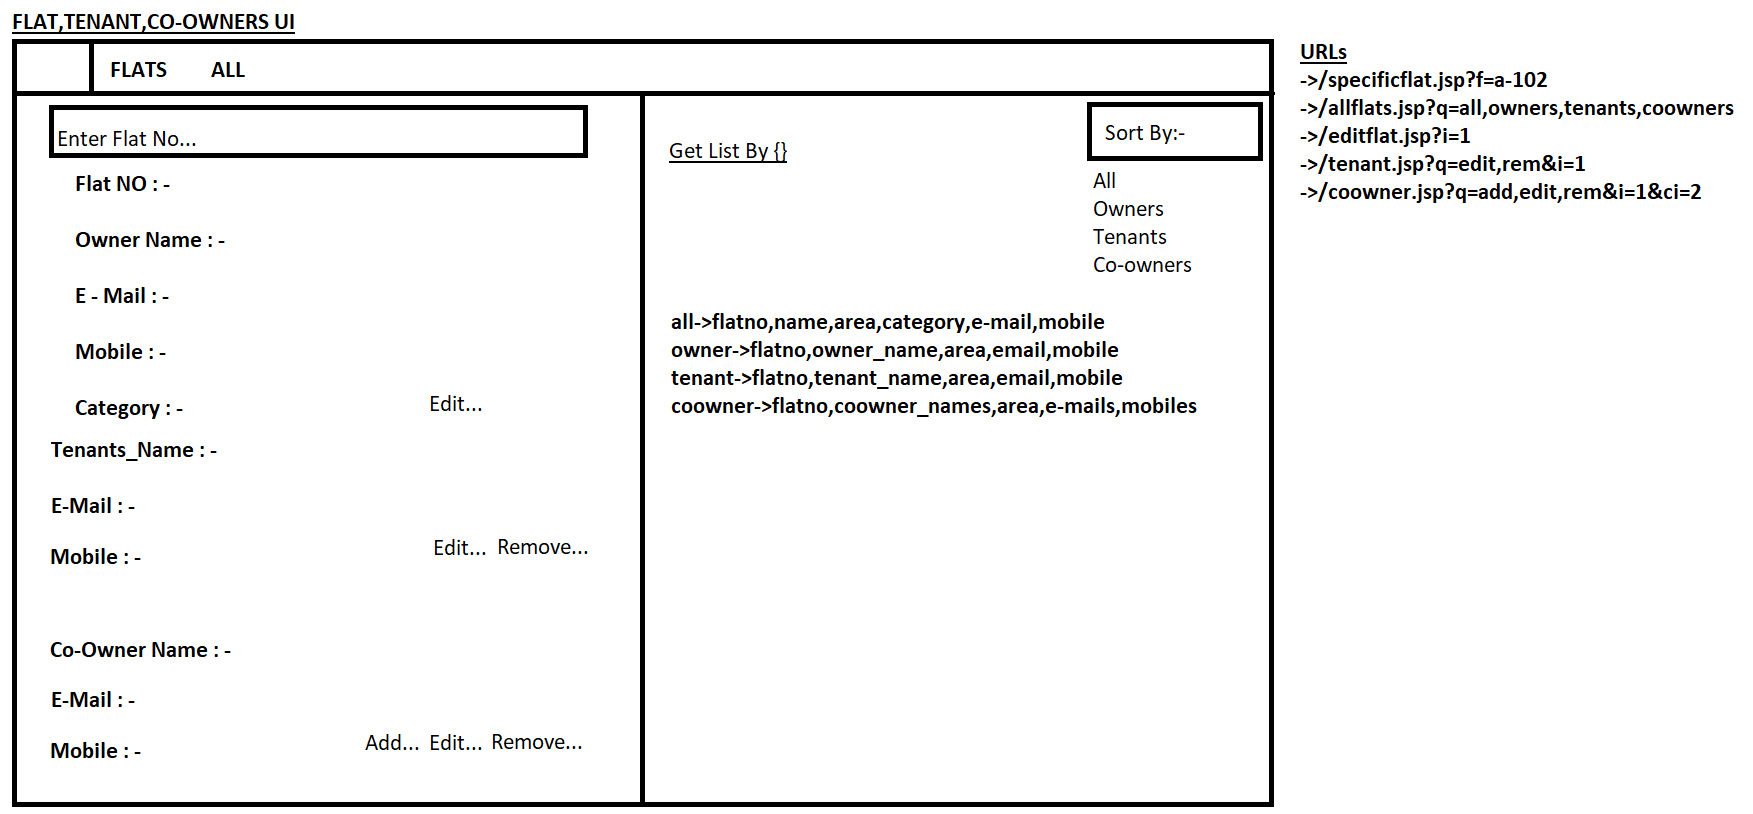 FLAT,TENANT,CO-OWNERS UI
FLATS ALL
Enter Flat No...
Flat NO : -
Owner Name : -
E - Mail : -
Mobile : -
Category : -
Edit...
Tenants_Name : -
E-Mail : -
Mobile : -
Edit... Remove...
Co-Owner Name : -
E-Mail : -
Mobile : -
Add... Edit... Remove...
Get List By {}
Sort By:-
All
Owners
Tenants
Co-owners
all->flatno,name,area,category,e-mail,mobile
owner->flatno,owner_name,area,email,mobile
tenant->flatno,tenant_name,area,email,mobile
coowner->flatno,coowner_names,area,e-mails,mobiles
URLs
->/specificflat.jsp?f=a-102
->/allflats.jsp?q=all,owners,tenants,coowners
->/editflat.jsp?i=1
->/tenant.jsp?q=edit,rem&i=1
->/coowner.jsp?q=add,edit,rem&i=1&ci=2